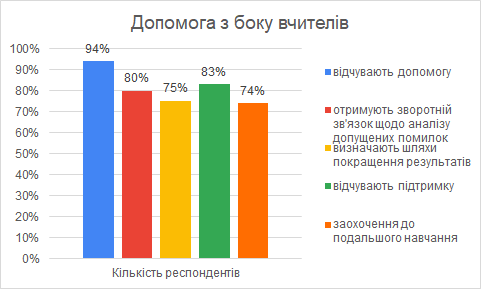 Допомога з боку вчителів
100%
90%
80%
70%
60%
50%
40%
30%
20%
10%
0%
94%
80%
75%
83%
74%
Кількість респондентів
відчувають допомогу
отримують зворотній
зв'язок щодо аналізу
допущених помилок
визначають шляхи
покращення результатів
відчувають підтримку
заохочення до
подальшого навчання